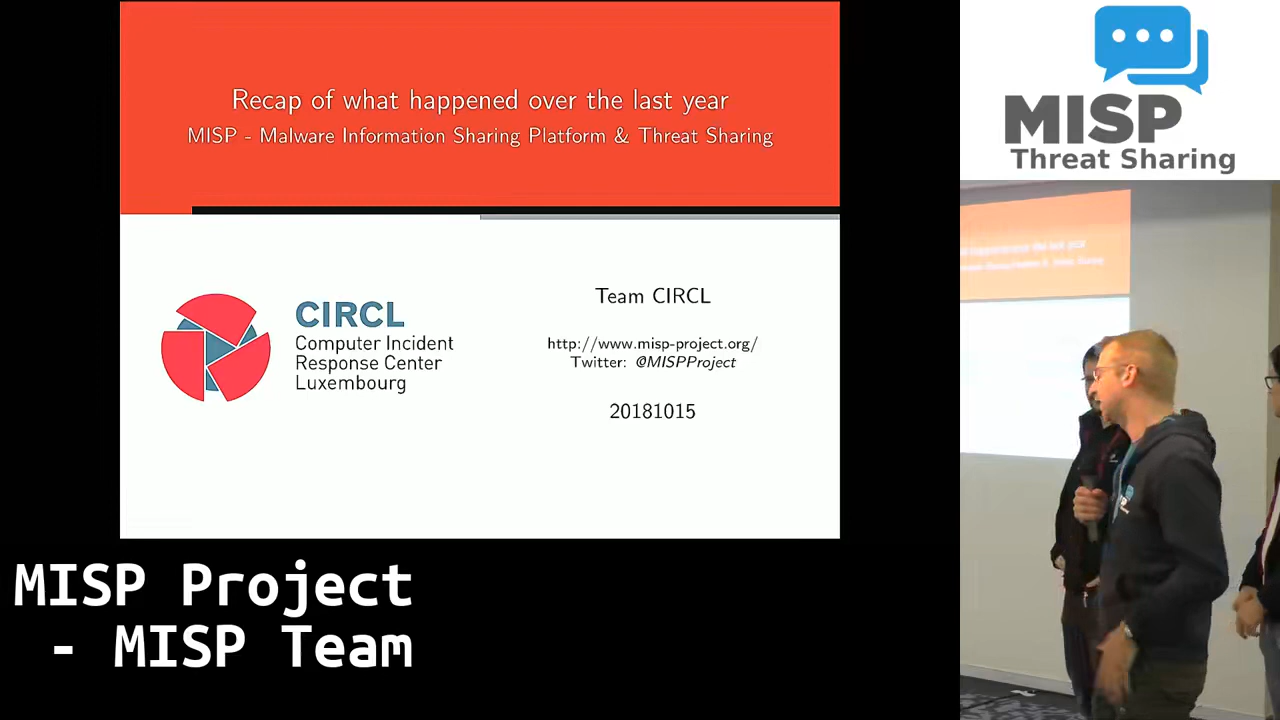 Recap of what happened over the last year
MISP - Malware Information Sharing Platform & Threat Sharing
CIRCL
Computer Incident
Response Center
Luxembourg
Team CIRCL
http://www.misp-project.org/
Twitter: @MISPProject
20181015
MISP
Threat Sharing
MISP Project
- MISP Team